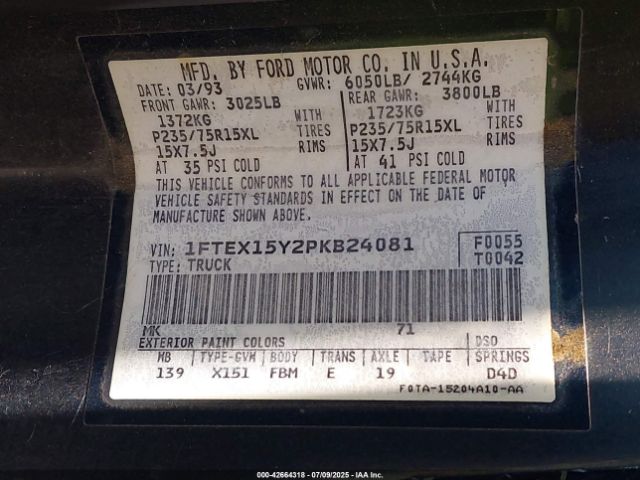 MFD. BY FORD MOTOR CO. IN U.S.A.
DATE: 03/93 GVWR: 6050LB/ 2744KG
FRONT GAWR: 3025LB REAR GAWR: 3800LB
1372KG 1723KG
P235/75R15XL TIRES P235/75R15XL TIRES
15X7.5J RIMS 15X7.5J RIMS
AT 35 PSI COLD AT 41 PSI COLD
THIS VEHICLE CONFORMS TO ALL APPLICABLE FEDERAL MOTOR
VEHICLE SAFETY STANDARDS IN EFFECT ON THE DATE OF
MANUFACTURE SHOWN ABOVE.
VIN: 1FTEX15Y2PKB24081 F0055
TYPE: TRUCK T0042
MK 71
EXTERIOR PAINT COLORS DSO
WB TYPE-GVM BODY TRANS AXLE TAPE SPRINGS
139 X151 FBM E 19 D4D
F0TA-15204A10-AA
000-42664318 - 07/09/2025 - IAA Inc.